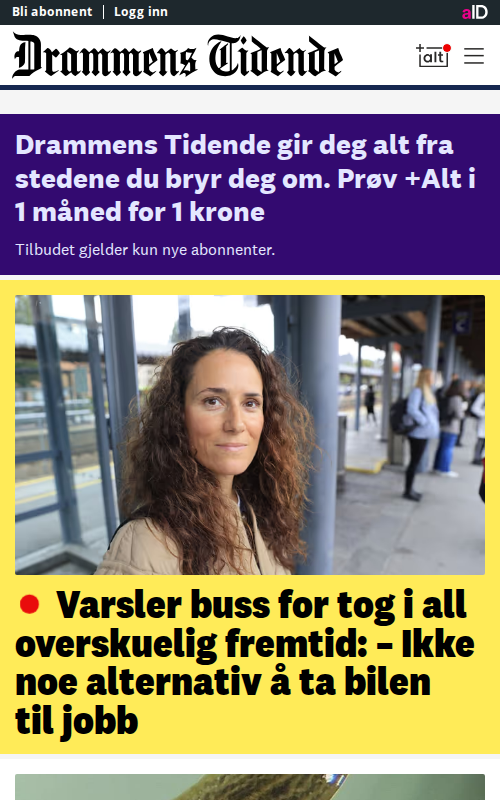 Bli abonnent | Logg inn
aID
Drammens Tidende
+alt
Drammens Tidende gir deg alt fra
stedene du bryr deg om. Prøv +Alt i
1 måned for 1 krone
Tilbudet gjelder kun nye abonnenter.
Varsler buss for tog i all
overskuelig fremtid: – Ikke
noe alternativ å ta bilen
til jobb